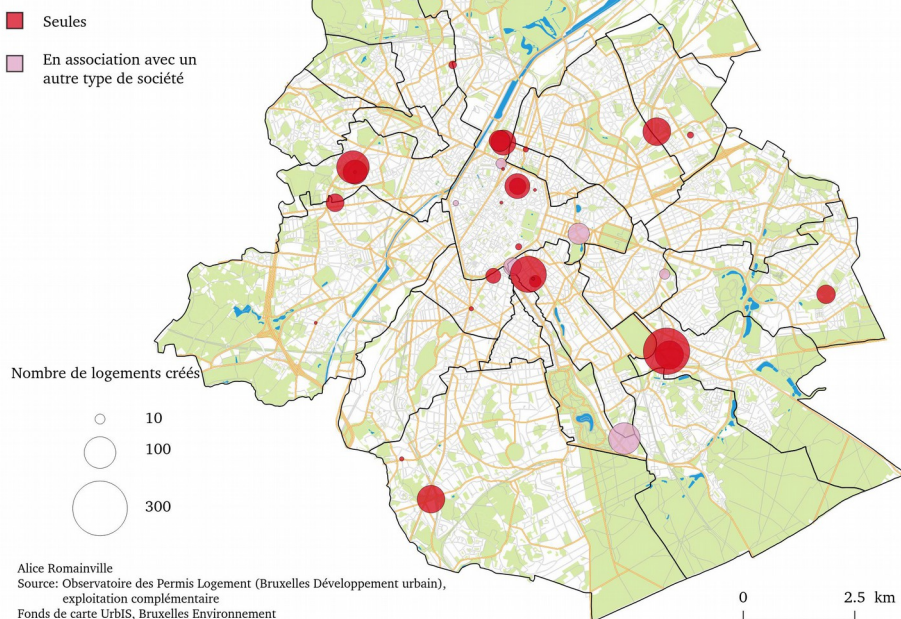 Seules
En association avec un
autre type de société
Nombre de logements créés
10
100
300
Alice Romainville
Source: Observatoire des Permis Logement (Bruxelles Développement urbain),
exploitation complémentaire
Fonds de carte UrbIS, Bruxelles Environnement
0 2.5 km